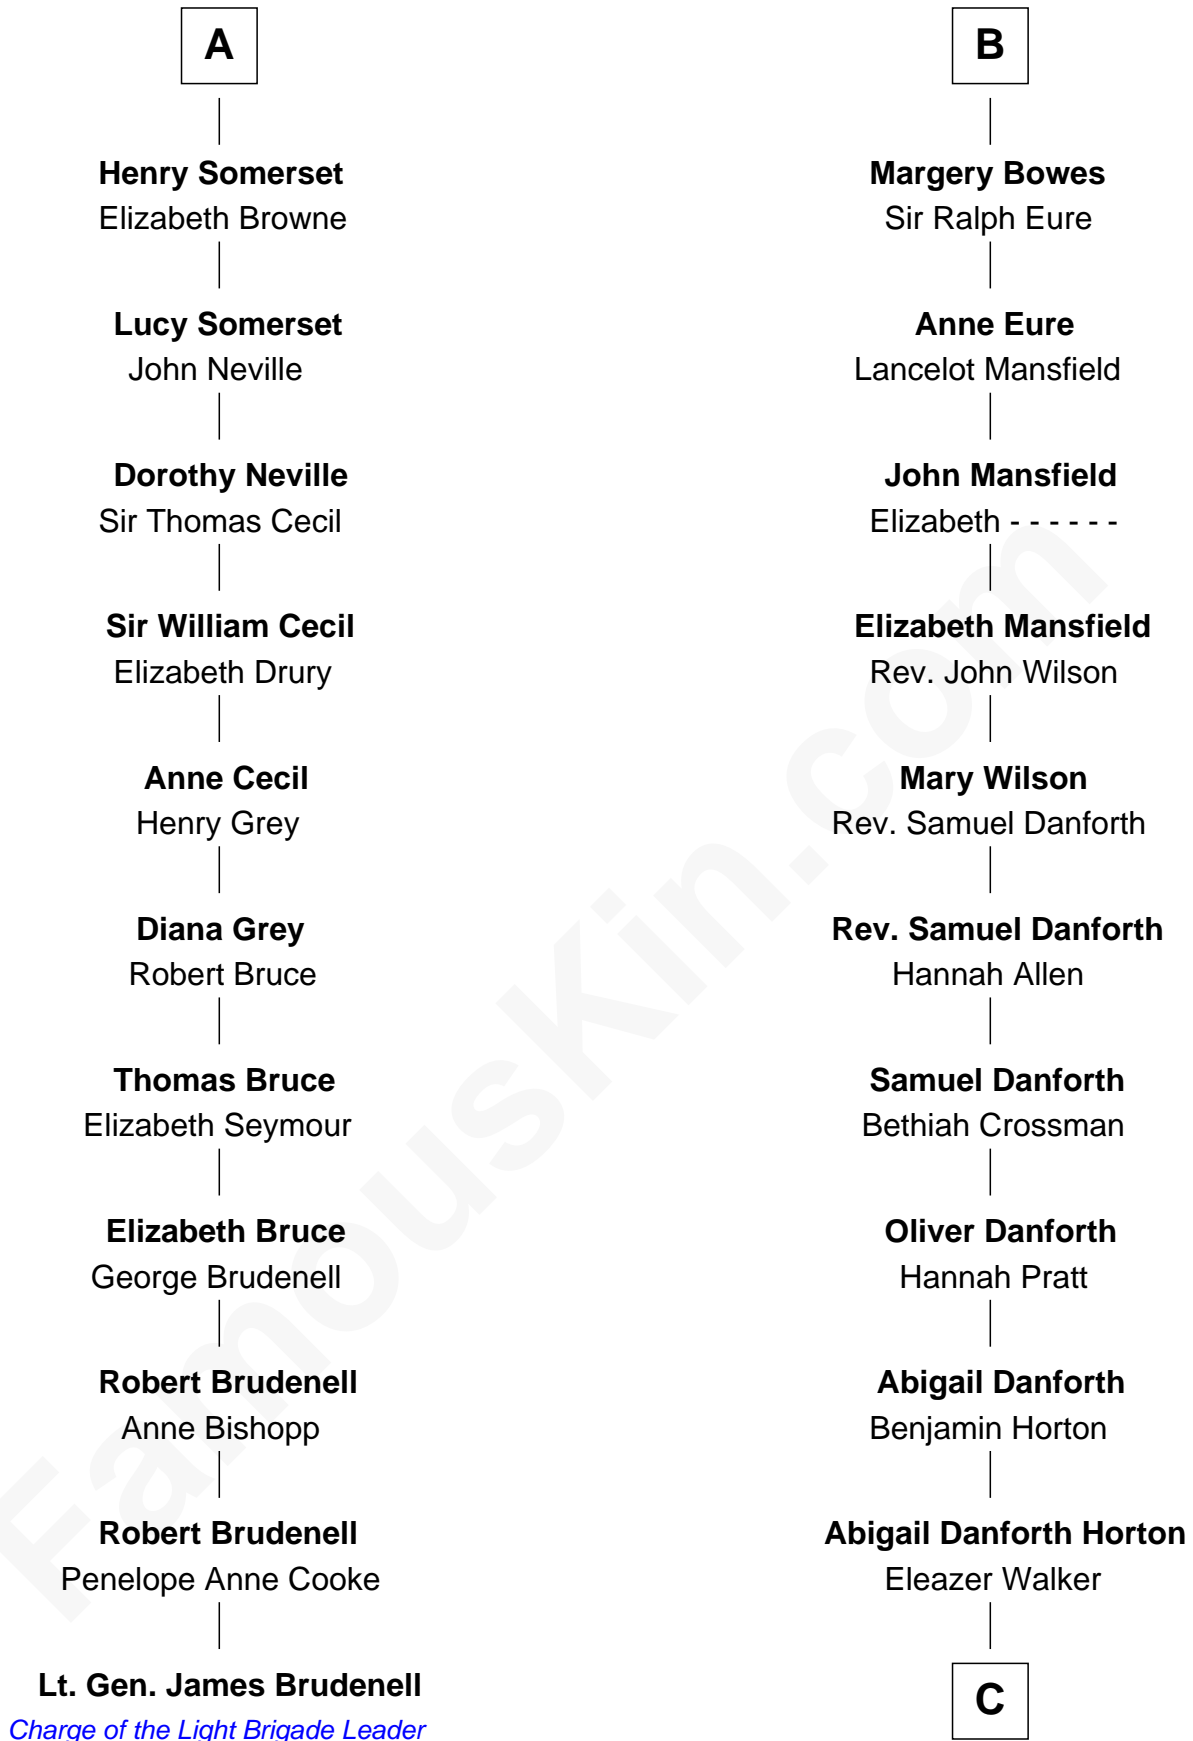 A
Henry Somerset
Elizabeth Browne
Lucy Somerset
John Neville
Dorothy Neville
Sir Thomas Cecil
Sir William Cecil
Elizabeth Drury
Anne Cecil
Henry Grey
Diana Grey
Robert Bruce
Thomas Bruce
Elizabeth Seymour
Elizabeth Bruce
George Brudenell
Robert Brudenell
Anne Bishopp
Robert Brudenell
Penelope Anne Cooke
Lt. Gen. James Brudenell
Charge of the Light Brigade Leader
B
Margery Bowes
Sir Ralph Eure
Anne Eure
Lancelot Mansfield
John Mansfield
Elizabeth - - - - - -
Elizabeth Mansfield
Rev. John Wilson
Mary Wilson
Rev. Samuel Danforth
Rev. Samuel Danforth
Hannah Allen
Samuel Danforth
Bethiah Crossman
Oliver Danforth
Hannah Pratt
Abigail Danforth
Benjamin Horton
Abigail Danforth Horton
Eleazer Walker
C
FamousKin.com